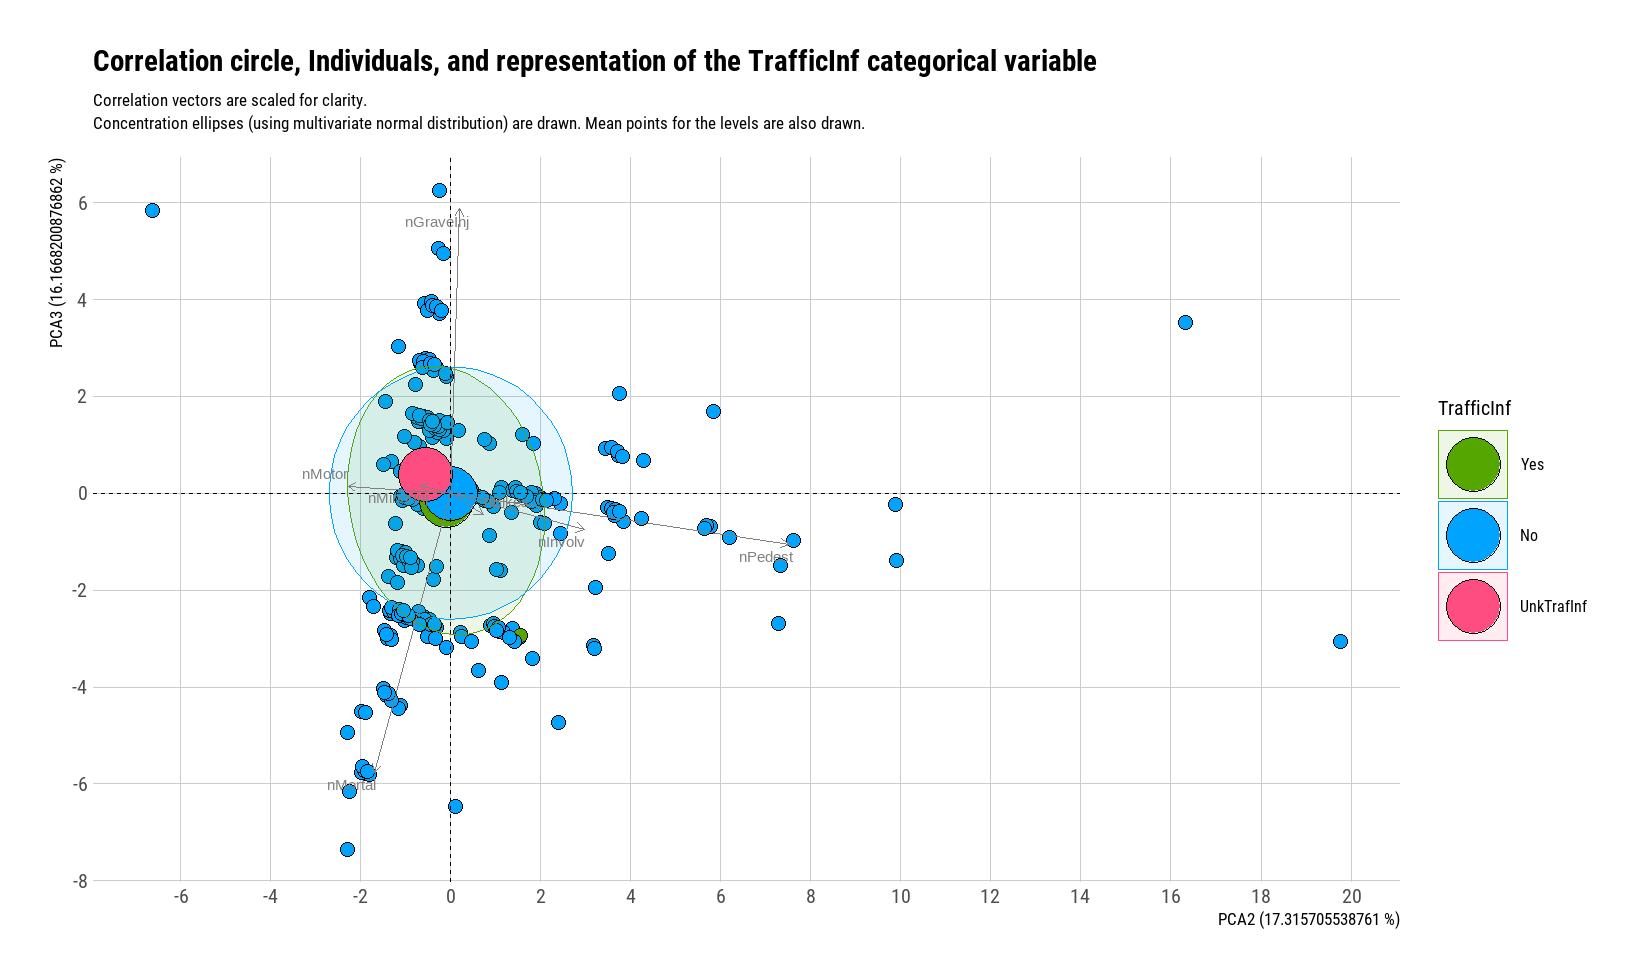 Correlation circle, Individuals, and representation of the TrafficInf categorical variable
Correlation vectors are scaled for clarity.
Concentration ellipses (using multivariate normal distribution) are drawn. Mean points for the levels are also drawn.
PCA3 (16.1668200876862 %)
6
4
2
0
-2
-4
-6
-8
nGraveInj
nMotor
nInvolv
nPedest
nMortal
TrafficInf
Yes
No
UnkTrafInf
-6
-4
-2
0
2
4
6
8
10
12
14
16
18
20
PCA2 (17.315705538761 %)